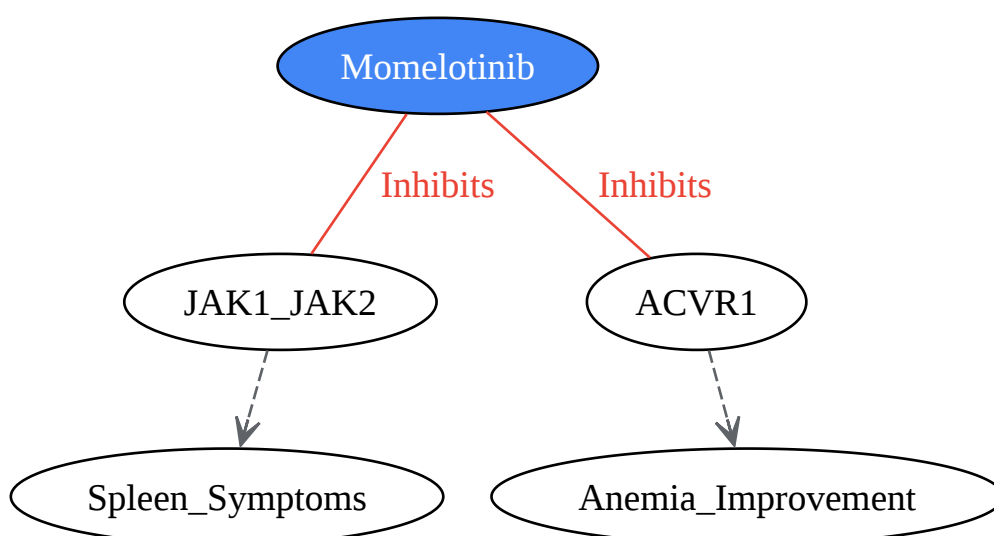 Momelotinib
Inhibits
Inhibits
JAK1_JAK2
ACVR1
Spleen_Symptoms
Anemia_Improvement